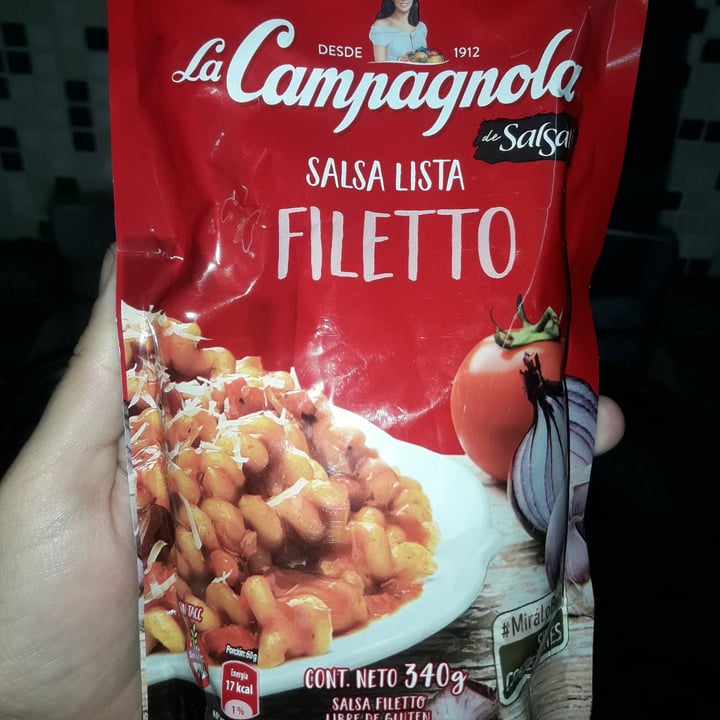 DESDE 1912
La Campagnola
de Salsa
SALSA LISTA
FILETTO
TACC
Porción: 60g
Energía
17 kcal
1%
CONT. NETO 340g
SALSA FILETTO
LIBRE DE GLUTEN